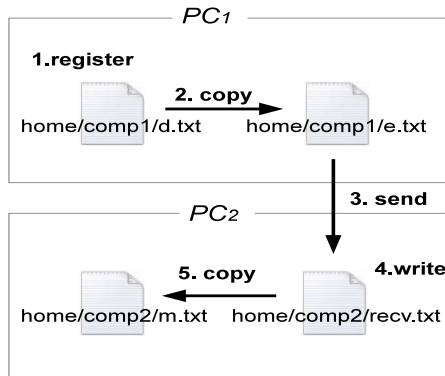 PC1
1.register
2. copy
home/comp1/d.txt home/comp1/e.txt
3. send
PC2
4.write
5. copy
home/comp2/m.txt home/comp2/recv.txt